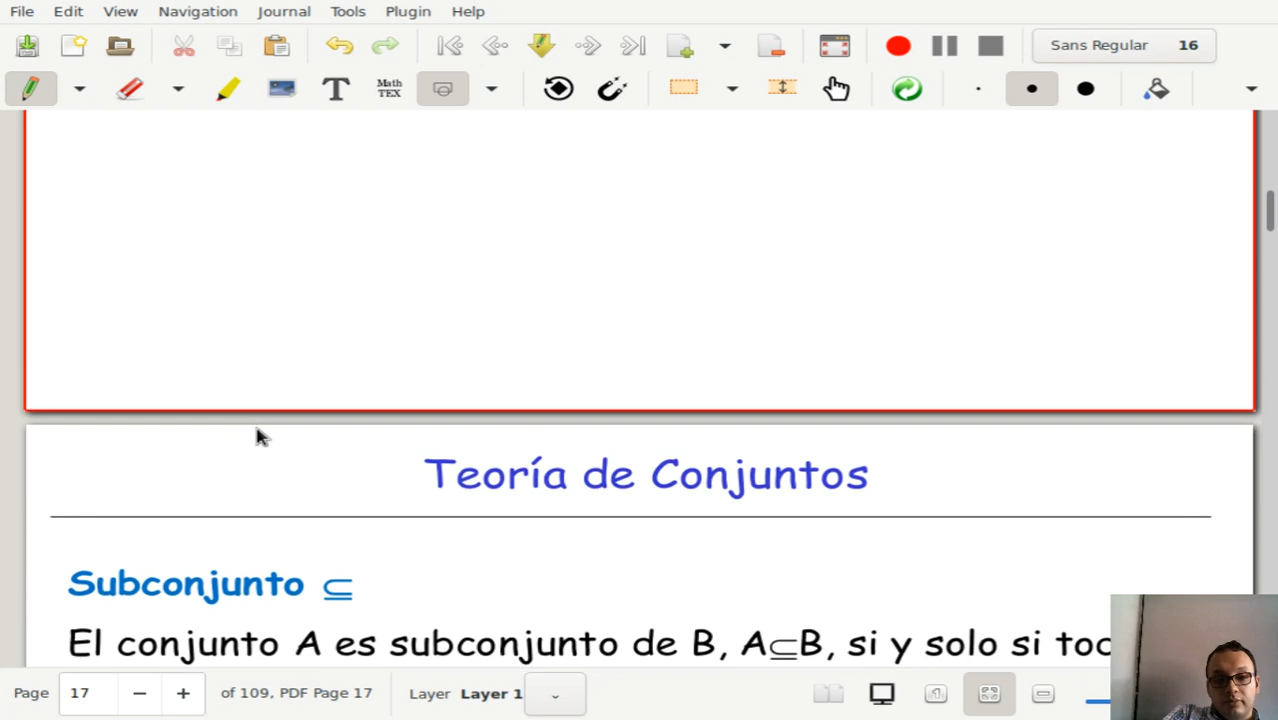 File Edit View Navigation Journal Tools Plugin Help
Sans Regular 16
T Math TEX
Teoría de Conjuntos
Subconjunto ⊆
El conjunto A es subconjunto de B, A⊆B, si y solo si
Page 17 of 109, PDF Page 17 Layer Layer 1